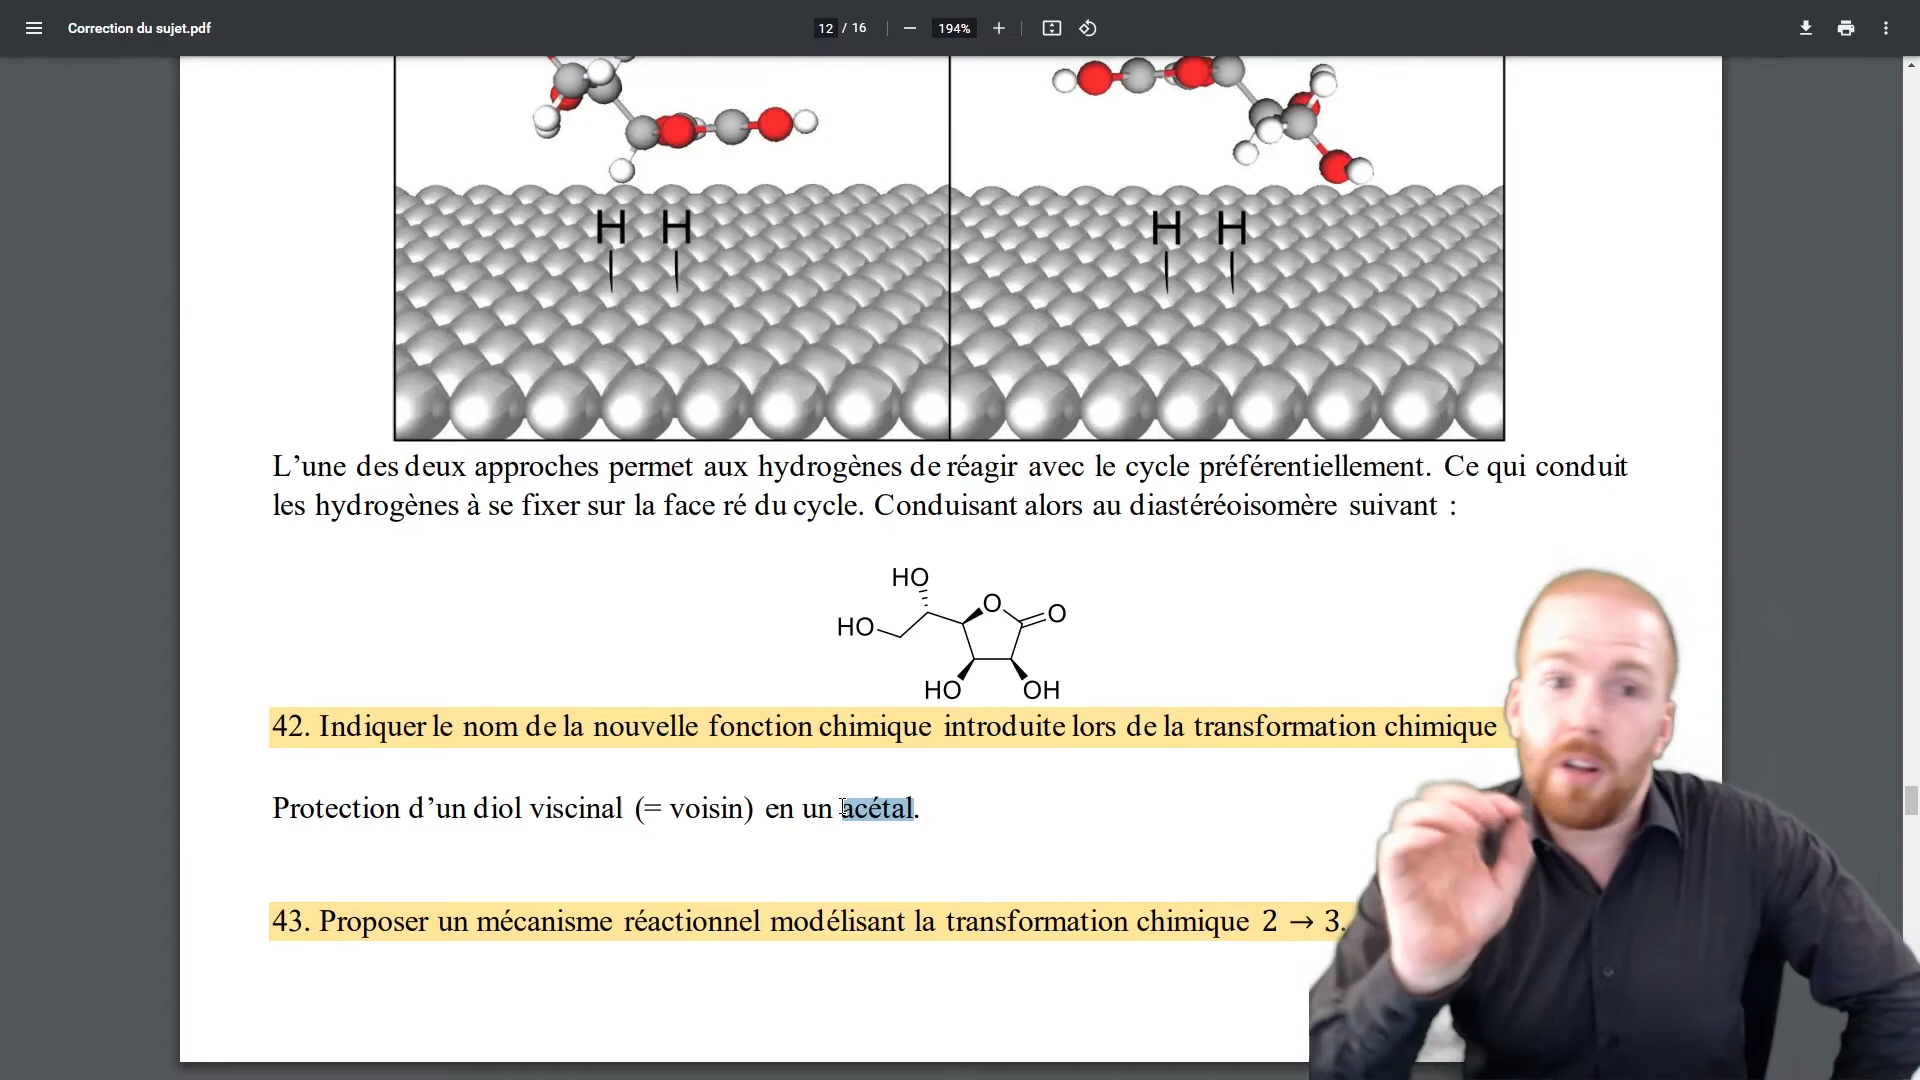 Correction du sujet.pdf
12 / 16
194%
H H
H H
L’une des deux approches permet aux hydrogènes de réagir avec le cycle préférentiellement. Ce qui conduit
les hydrogènes à se fixer sur la face ré du cycle. Conduisant alors au diastéréoisomère suivant :
HO
O
O
HO
HO
OH
42. Indiquer le nom de la nouvelle fonction chimique introduite lors de la transformation chimique
Protection d’un diol viscinal (= voisin) en un acétal.
43. Proposer un mécanisme réactionnel modélisant la transformation chimique 2 → 3.